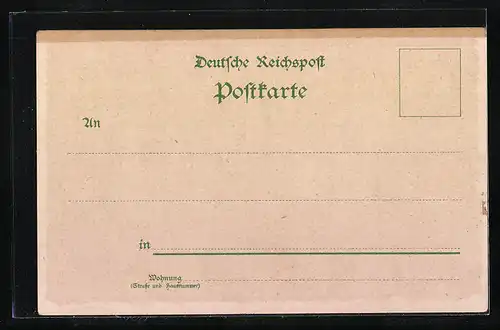 Deutsche Reichspost
Postkarte
An
in
Wohnung
(Straße und Hausnummer)